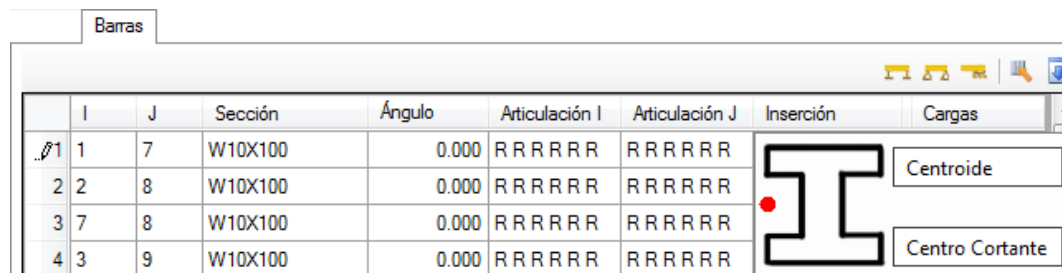 Barras
I J Sección Ángulo Articulación I Articulación J Inserción Cargas
1 1 7 W10X100 0.000 R R R R R R R R R R R R
Centroide
2 2 8 W10X100 0.000 R R R R R R R R R R R R
3 7 8 W10X100 0.000 R R R R R R R R R R R R
4 3 9 W10X100 0.000 R R R R R R R R R R R R
Centro Cortante